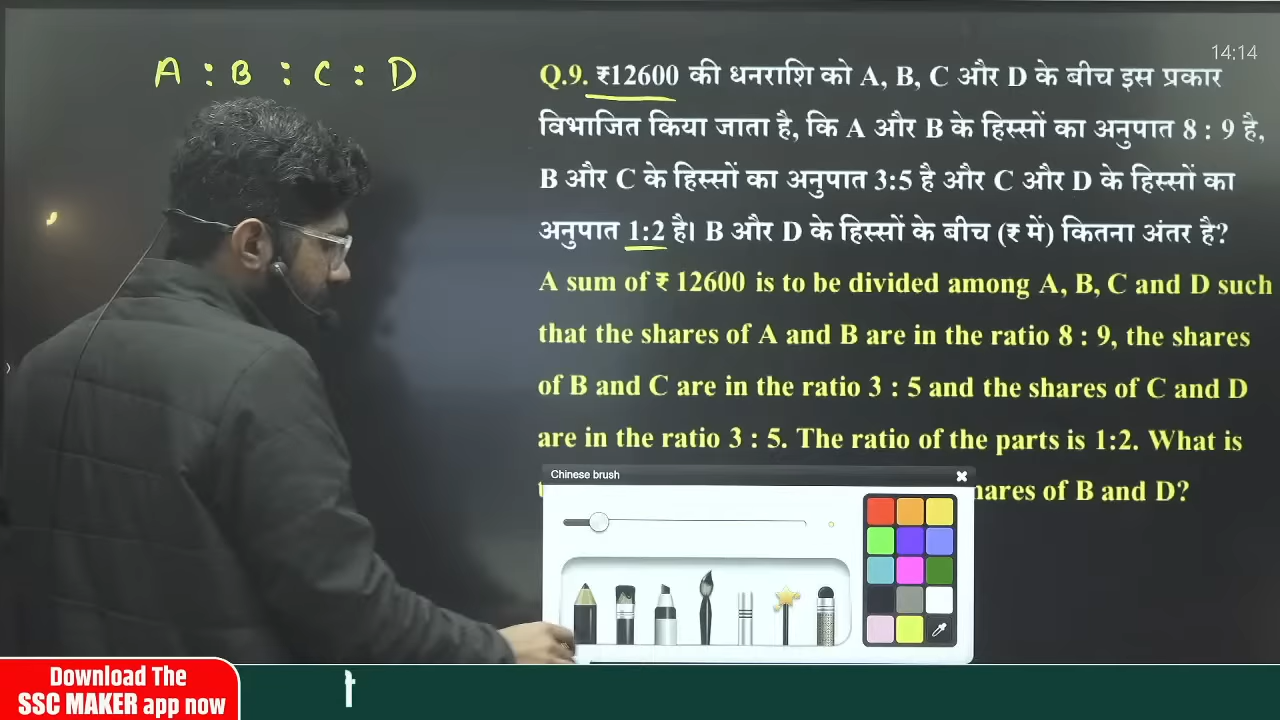 14:14
A : B : C : D
Q.9. ₹12600 की धनराशि को A, B, C और D के बीच इस प्रकार
विभाजित किया जाता है, कि A और B के हिस्सों का अनुपात 8 : 9 है,
B और C के हिस्सों का अनुपात 3:5 है और C और D के हिस्सों का
अनुपात 1:2 है। B और D के हिस्सों के बीच (₹ में) कितना अंतर है?
A sum of ₹ 12600 is to be divided among A, B, C and D such
that the shares of A and B are in the ratio 8 : 9, the shares
of B and C are in the ratio 3 : 5 and the shares of C and D
are in the ratio 3 : 5. The ratio of the parts is 1:2. What is
of B and D?
Chinese brush
Download The
SSC MAKER app now